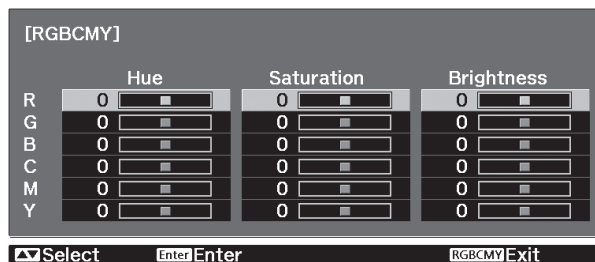 [RGBCMY]
Hue Saturation Brightness
R 0 0 0
G 0 0 0
B 0 0 0
C 0 0 0
M 0 0 0
Y 0 0 0
Select Enter Enter RGBCMY Exit